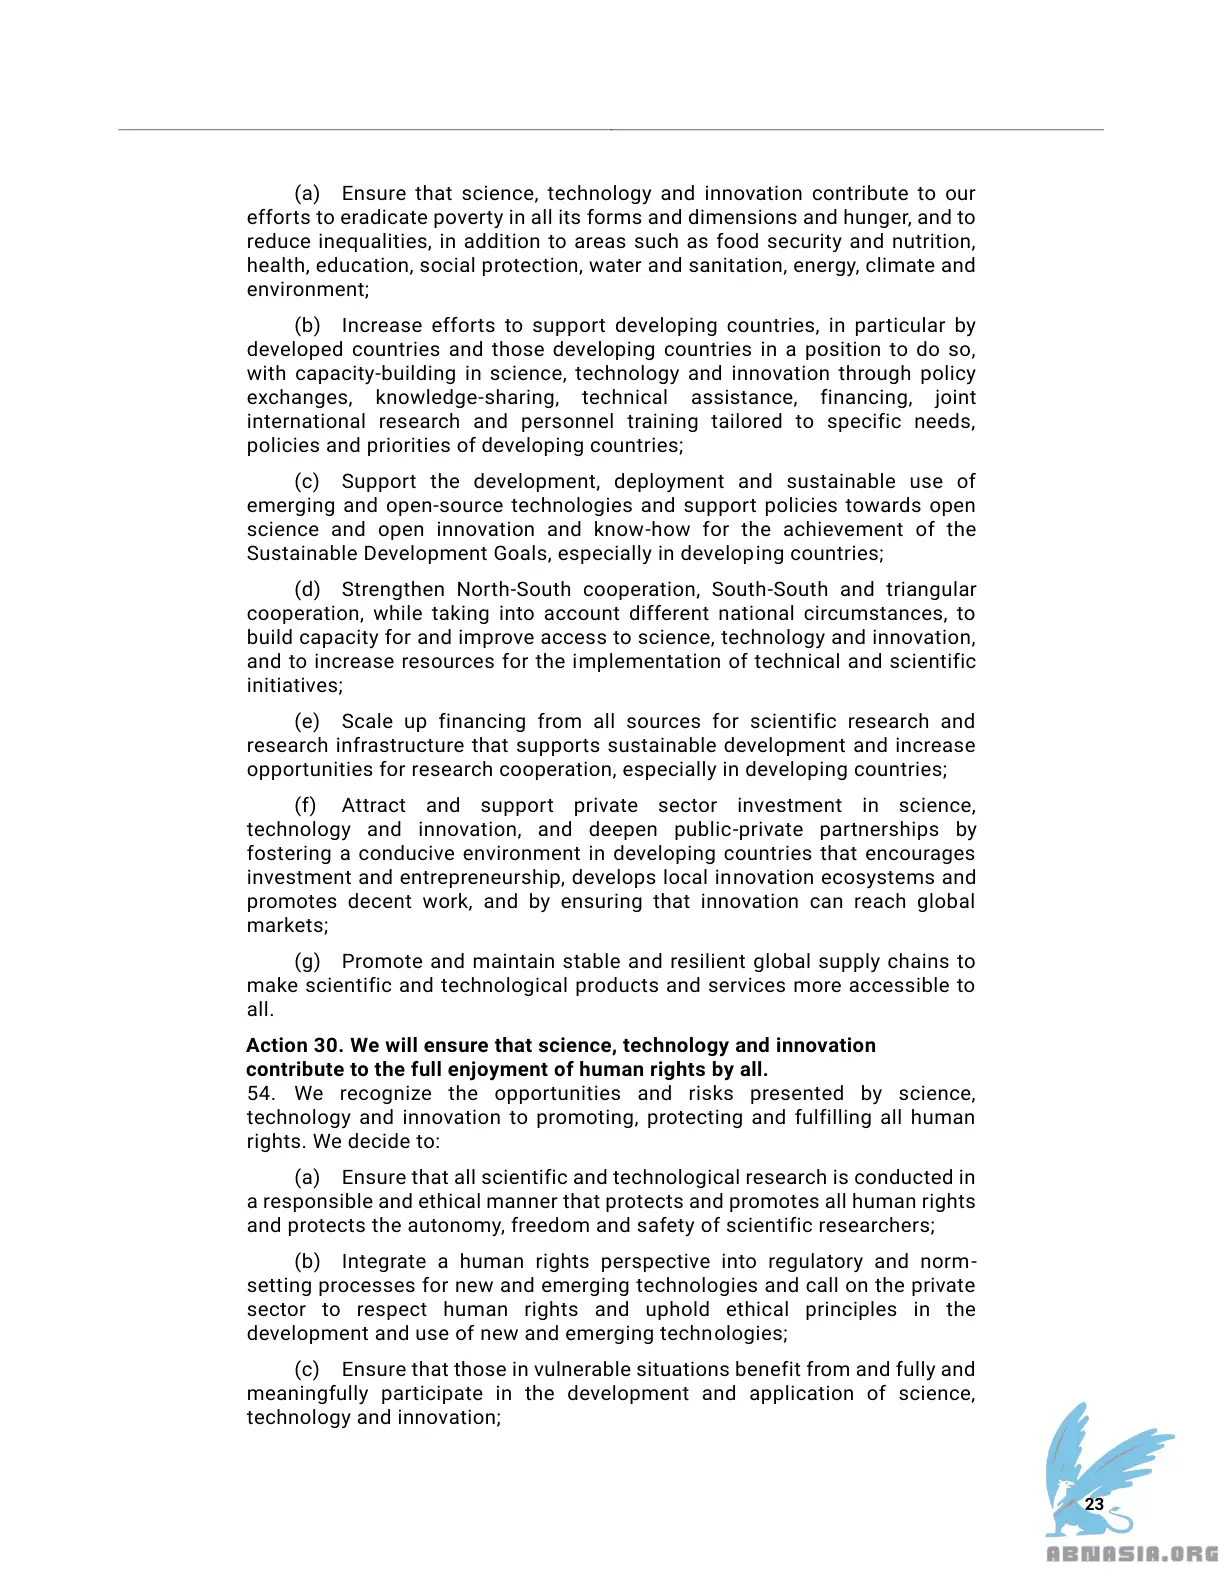 (a) Ensure that science, technology and innovation contribute to our
efforts to eradicate poverty in all its forms and dimensions and hunger, and to
reduce inequalities, in addition to areas such as food security and nutrition,
health, education, social protection, water and sanitation, energy, climate and
environment;
(b) Increase efforts to support developing countries, in particular by
developed countries and those developing countries in a position to do so,
with capacity-building in science, technology and innovation through policy
exchanges, knowledge-sharing, technical assistance, financing, joint
international research and personnel training tailored to specific needs,
policies and priorities of developing countries;
(c) Support the development, deployment and sustainable use of
emerging and open-source technologies and support policies towards open
science and open innovation and know-how for the achievement of the
Sustainable Development Goals, especially in developing countries;
(d) Strengthen North-South cooperation, South-South and triangular
cooperation, while taking into account different national circumstances, to
build capacity for and improve access to science, technology and innovation,
and to increase resources for the implementation of technical and scientific
initiatives;
(e) Scale up financing from all sources for scientific research and
research infrastructure that supports sustainable development and increase
opportunities for research cooperation, especially in developing countries;
(f) Attract and support private sector investment in science,
technology and innovation, and deepen public-private partnerships by
fostering a conducive environment in developing countries that encourages
investment and entrepreneurship, develops local innovation ecosystems and
promotes decent work, and by ensuring that innovation can reach global
markets;
(g) Promote and maintain stable and resilient global supply chains to
make scientific and technological products and services more accessible to
all.
Action 30. We will ensure that science, technology and innovation
contribute to the full enjoyment of human rights by all.
54. We recognize the opportunities and risks presented by science,
technology and innovation to promoting, protecting and fulfilling all human
rights. We decide to:
(a) Ensure that all scientific and technological research is conducted in
a responsible and ethical manner that protects and promotes all human rights
and protects the autonomy, freedom and safety of scientific researchers;
(b) Integrate a human rights perspective into regulatory and norm-
setting processes for new and emerging technologies and call on the private
sector to respect human rights and uphold ethical principles in the
development and use of new and emerging technologies;
(c) Ensure that those in vulnerable situations benefit from and fully and
meaningfully participate in the development and application of science,
technology and innovation;
23
ABNASIA.ORG